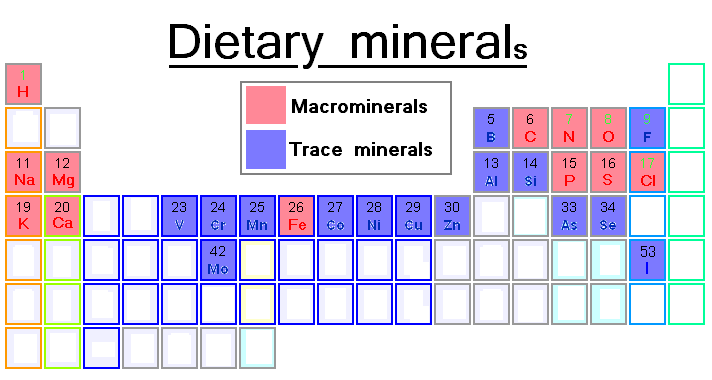 Dietary minerals
Macrominerals
Trace minerals
H
5 6 7 8 9
B C N O F
11 12 13 14 15 16 7
Na Mg Al Si P S Cl
19 20 23 24 25 26 27 28 29 30 33 34
K Ca V Cr Mn Fe Co Ni Cu Zn As Se
42 53
Mo I